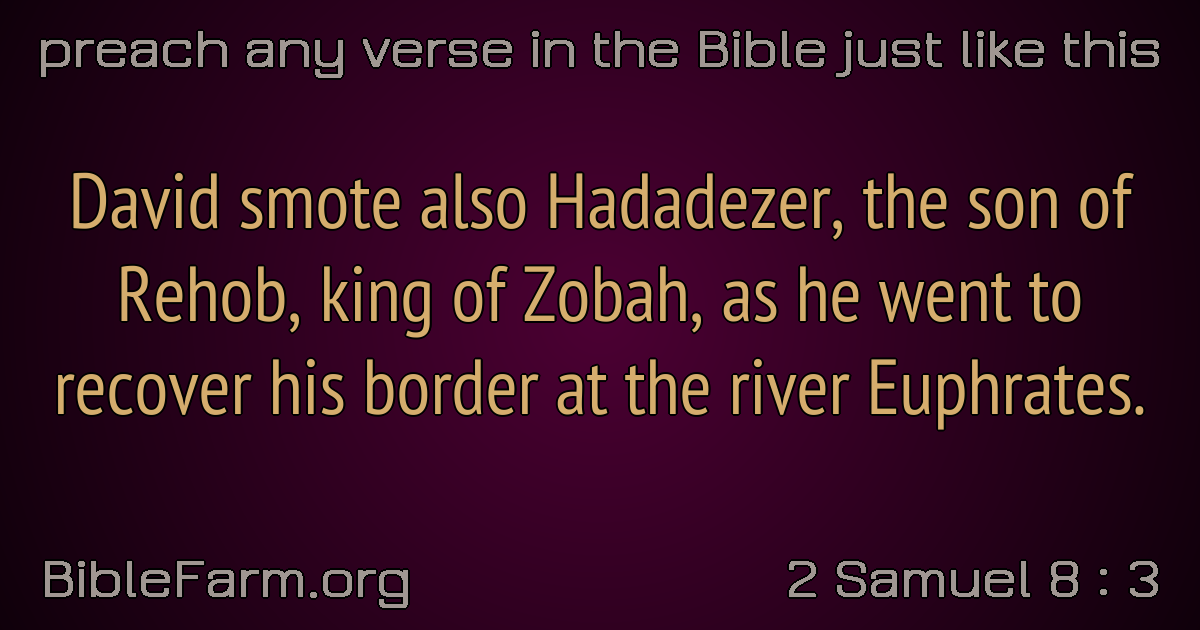 preach any verse in the Bible just like this
David smote also Hadadezer, the son of
Rehob, king of Zobah, as he went to
recover his border at the river Euphrates.
BibleFarm.org
2 Samuel 8 : 3